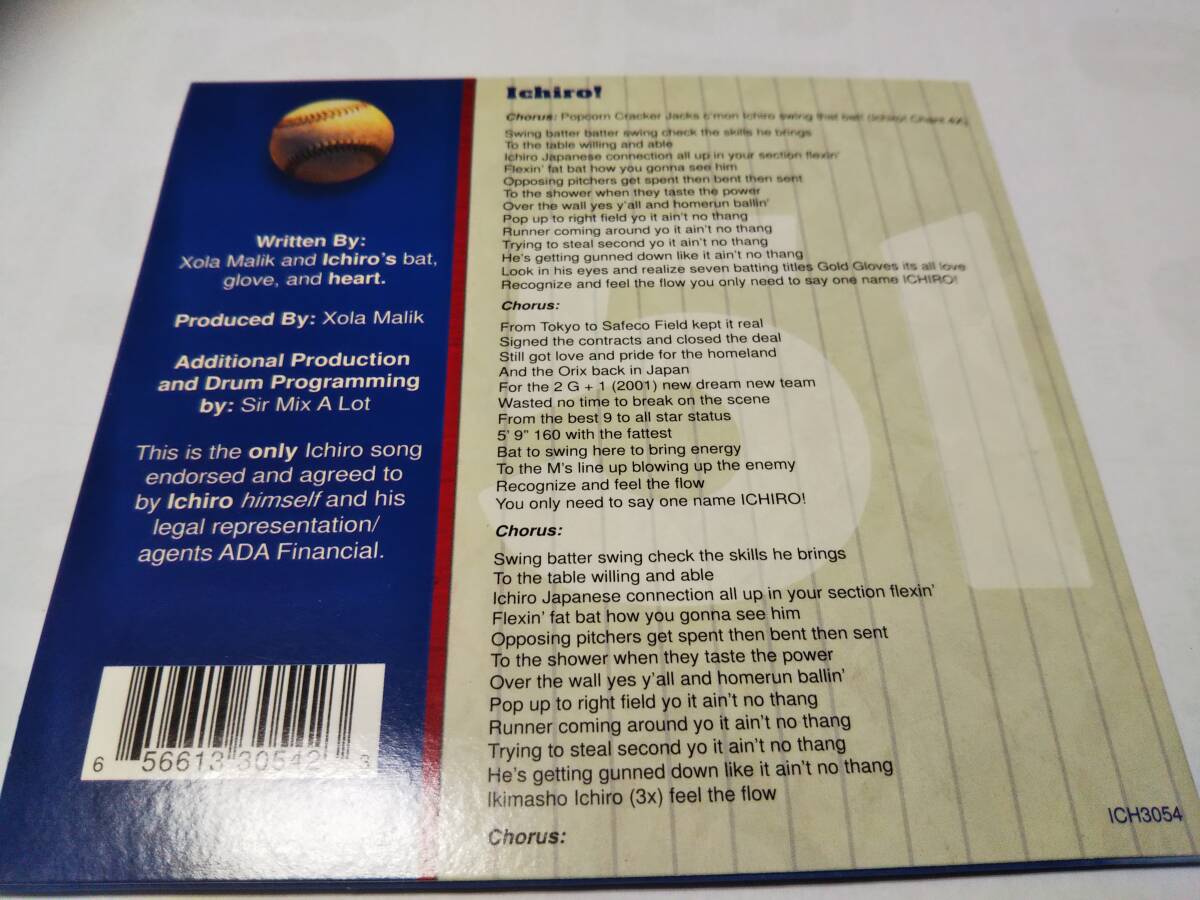 Written By:
Xola Malik and Ichiro's bat,
glove, and heart.
Produced By: Xola Malik
Additional Production
and Drum Programming
by: Sir Mix A Lot
This is the only Ichiro song
endorsed and agreed to
by Ichiro himself and his
legal representation/
agents ADA Financial.
6 56613 30542 3
Ichiro!
Chorus: Popcorn Cracker Jacks c'mon Ichiro swing that bat! (Ichiro! Chant 4X)
Swing batter batter swing check the skills he brings
To the table willing and able
Ichiro Japanese connection all up in your section flexin'
Flexin' fat bat how you gonna see him
Opposing pitchers get spent then bent then sent
To the shower when they taste the power
Over the wall yes y'all and homerun ballin'
Pop up to right field yo it ain't no thang
Runner coming around yo it ain't no thang
Trying to steal second yo it ain't no thang
He's getting gunned down like it ain't no thang
Look in his eyes and realize seven batting titles Gold Gloves its all love
Recognize and feel the flow you only need to say one name ICHIRO!
Chorus:
From Tokyo to Safeco Field kept it real
Signed the contracts and closed the deal
Still got love and pride for the homeland
And the Orix back in Japan
For the 2 G + 1 (2001) new dream new team
Wasted no time to break on the scene
From the best 9 to all star status
5' 9" 160 with the fattest
Bat to swing here to bring energy
To the M's line up blowing up the enemy
Recognize and feel the flow
You only need to say one name ICHIRO!
Chorus:
Swing batter swing check the skills he brings
To the table willing and able
Ichiro Japanese connection all up in your section flexin'
Flexin' fat bat how you gonna see him
Opposing pitchers get spent then bent then sent
To the shower when they taste the power
Over the wall yes y'all and homerun ballin'
Pop up to right field yo it ain't no thang
Runner coming around yo it ain't no thang
Trying to steal second yo it ain't no thang
He's getting gunned down like it ain't no thang
Ikimasho Ichiro (3x) feel the flow
Chorus:
51
ICH3054